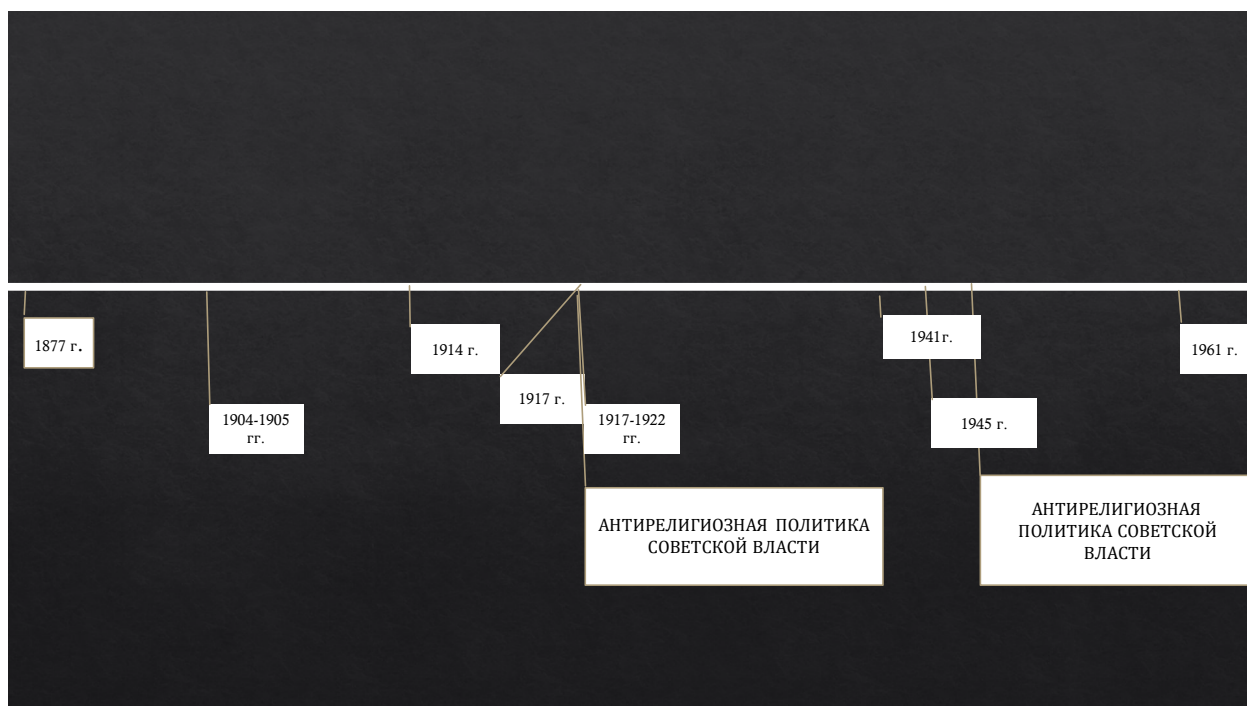 1877 г.
1904-1905
гг.
1914 г.
1917 г.
1917-1922
гг.
АНТИРЕЛИГИОЗНАЯ ПОЛИТИКА
СОВЕТСКОЙ ВЛАСТИ
1941г.
1945 г.
АНТИРЕЛИГИОЗНАЯ
ПОЛИТИКА СОВЕТСКОЙ
ВЛАСТИ
1961 г.